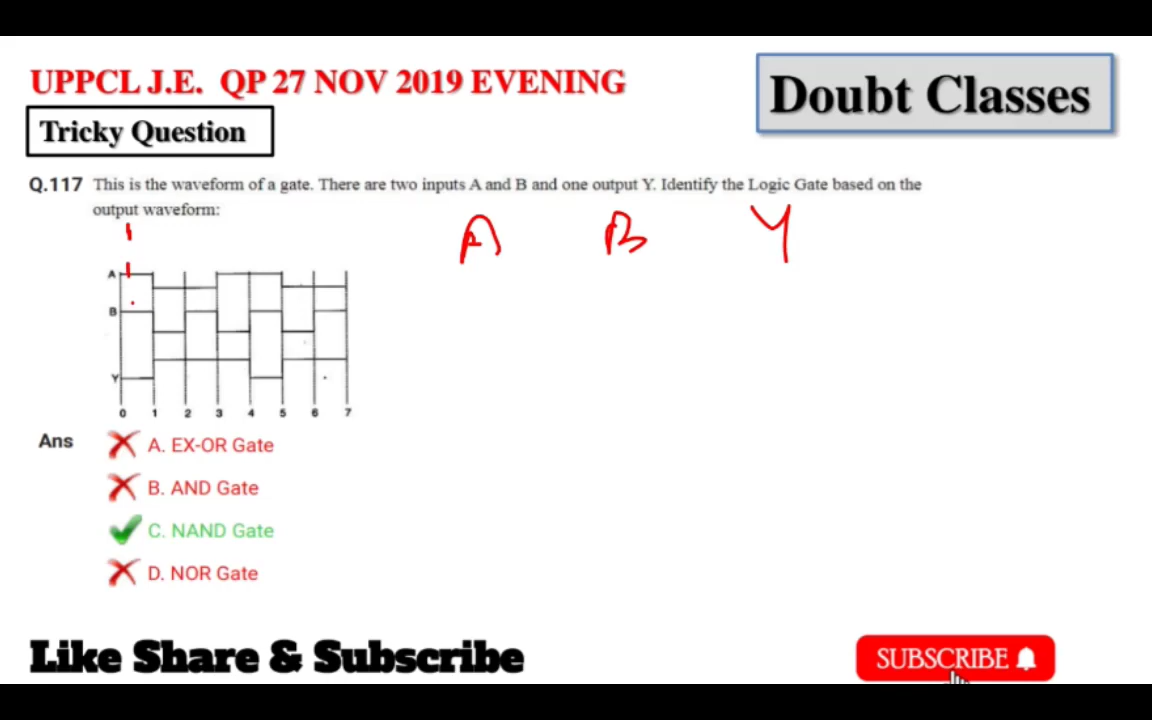 UPPCL J.E. QP 27 NOV 2019 EVENING
Doubt Classes
Tricky Question
Q.117 This is the waveform of a gate. There are two inputs A and B and one output Y. Identify the Logic Gate based on the
output waveform:
A B Y
A
B
Y
0 1 2 3 4 5 6 7
Ans
A. EX-OR Gate
B. AND Gate
C. NAND Gate
D. NOR Gate
Like Share & Subscribe
SUBSCRIBE